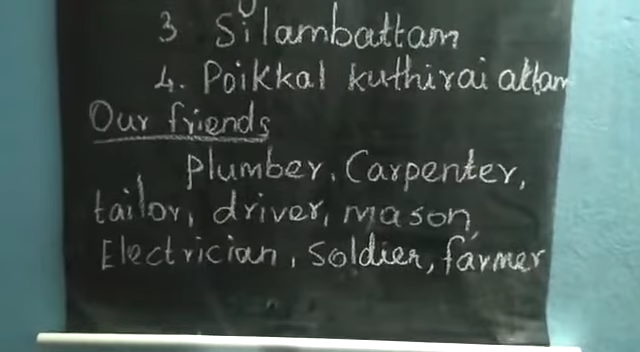 3 Silambattam
4. Poikkal kuthirai attam
Our friends
Plumber, Carpenter,
tailor, driver, mason,
Electrician, Soldier, farmer